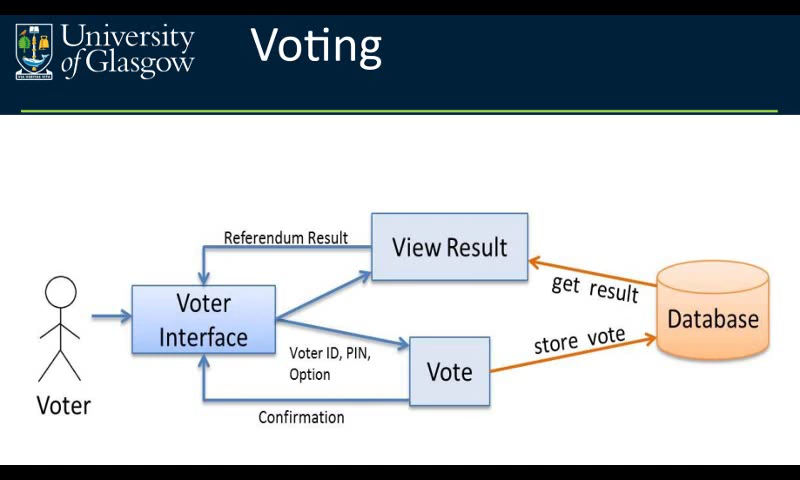 University
of Glasgow
Voting
Referendum Result
View Result
get result
Database
Voter
Interface
store vote
Voter ID, PIN,
Option
Vote
Voter
Confirmation